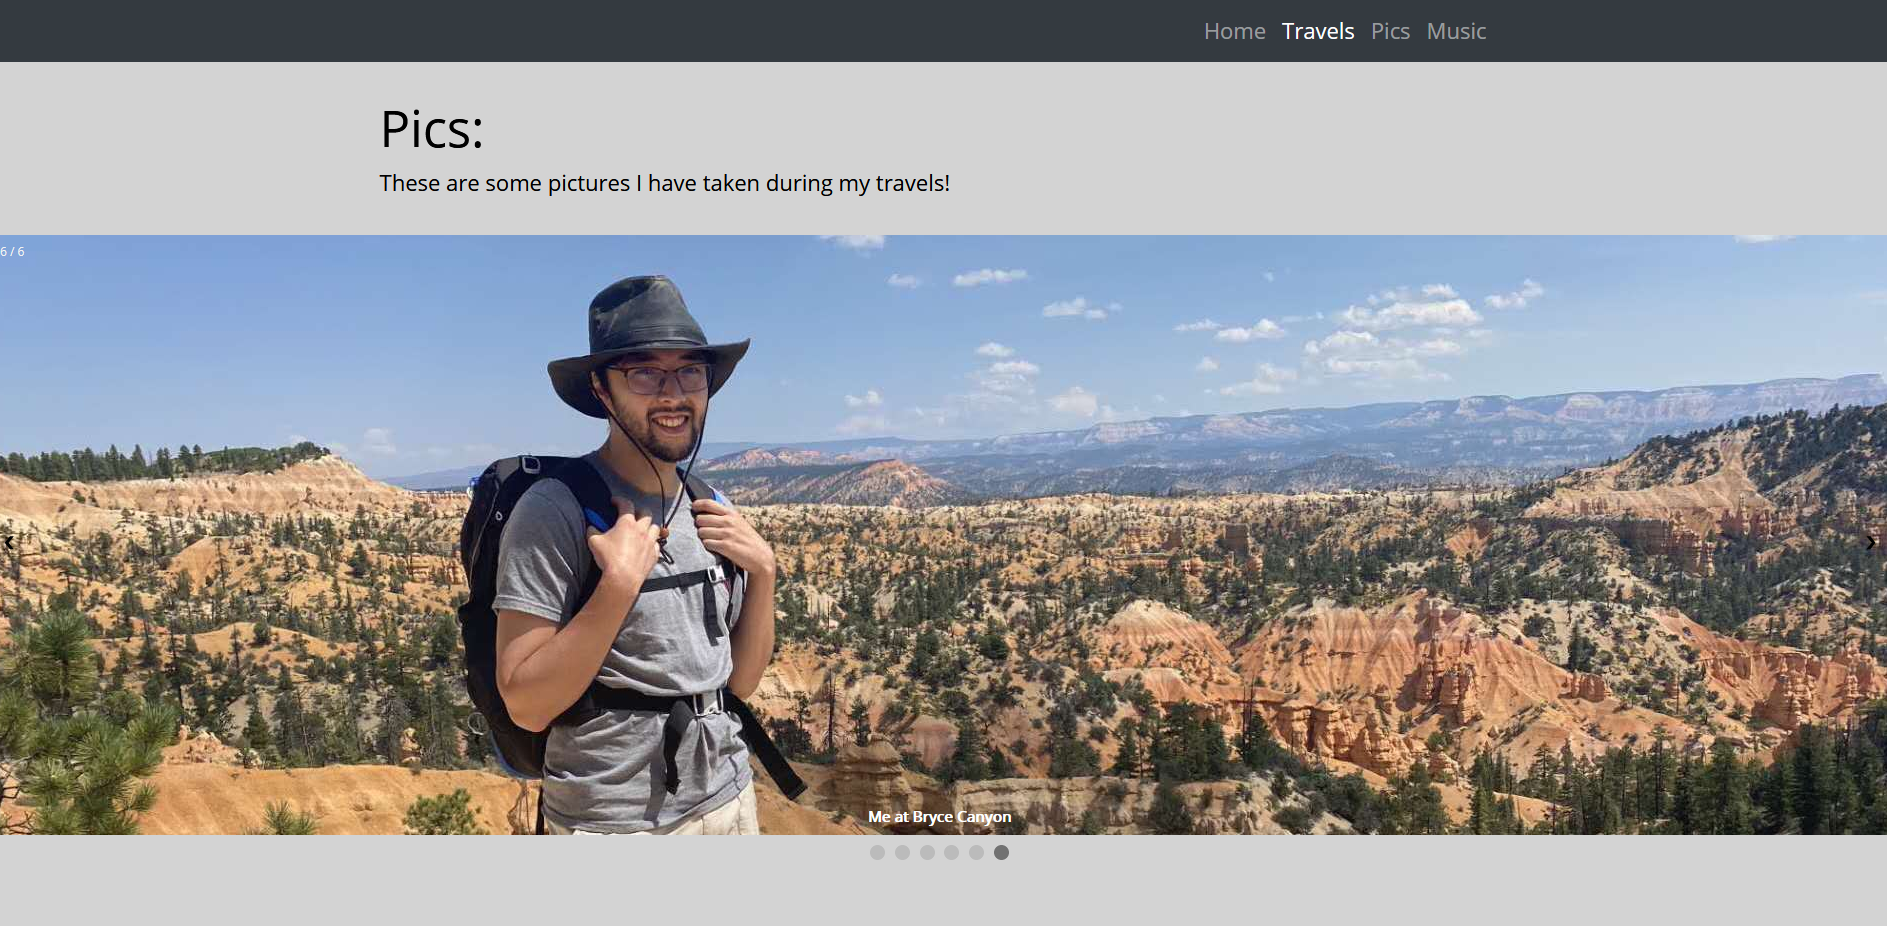 Home Travels Pics Music
Pics:
These are some pictures I have taken during my travels!
6 / 6
Me at Bryce Canyon